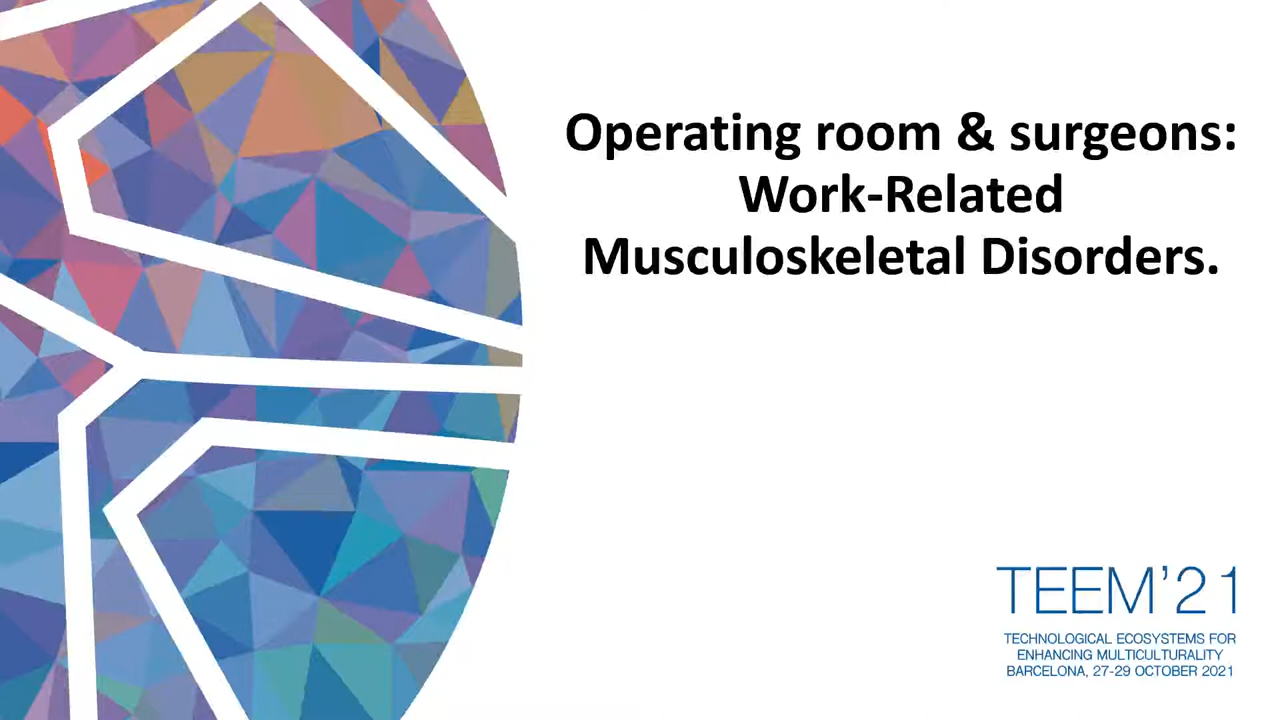 Operating room & surgeons:
Work-Related
Musculoskeletal Disorders.
TEEM'21
TECHNOLOGICAL ECOSYSTEMS FOR
ENHANCING MULTICULTURALITY
BARCELONA, 27-29 OCTOBER 2021